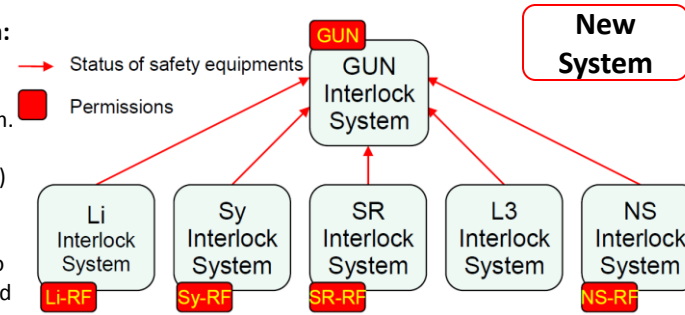 n:
New
System
GUN
Status of safety equipments
GUN
Interlock
System
Permissions
n.
)
Li
Interlock
System
Sy
Interlock
System
SR
Interlock
System
L3
Interlock
System
NS
Interlock
System
o
d
Li-RF
Sy-RF
SR-RF
NS-RF